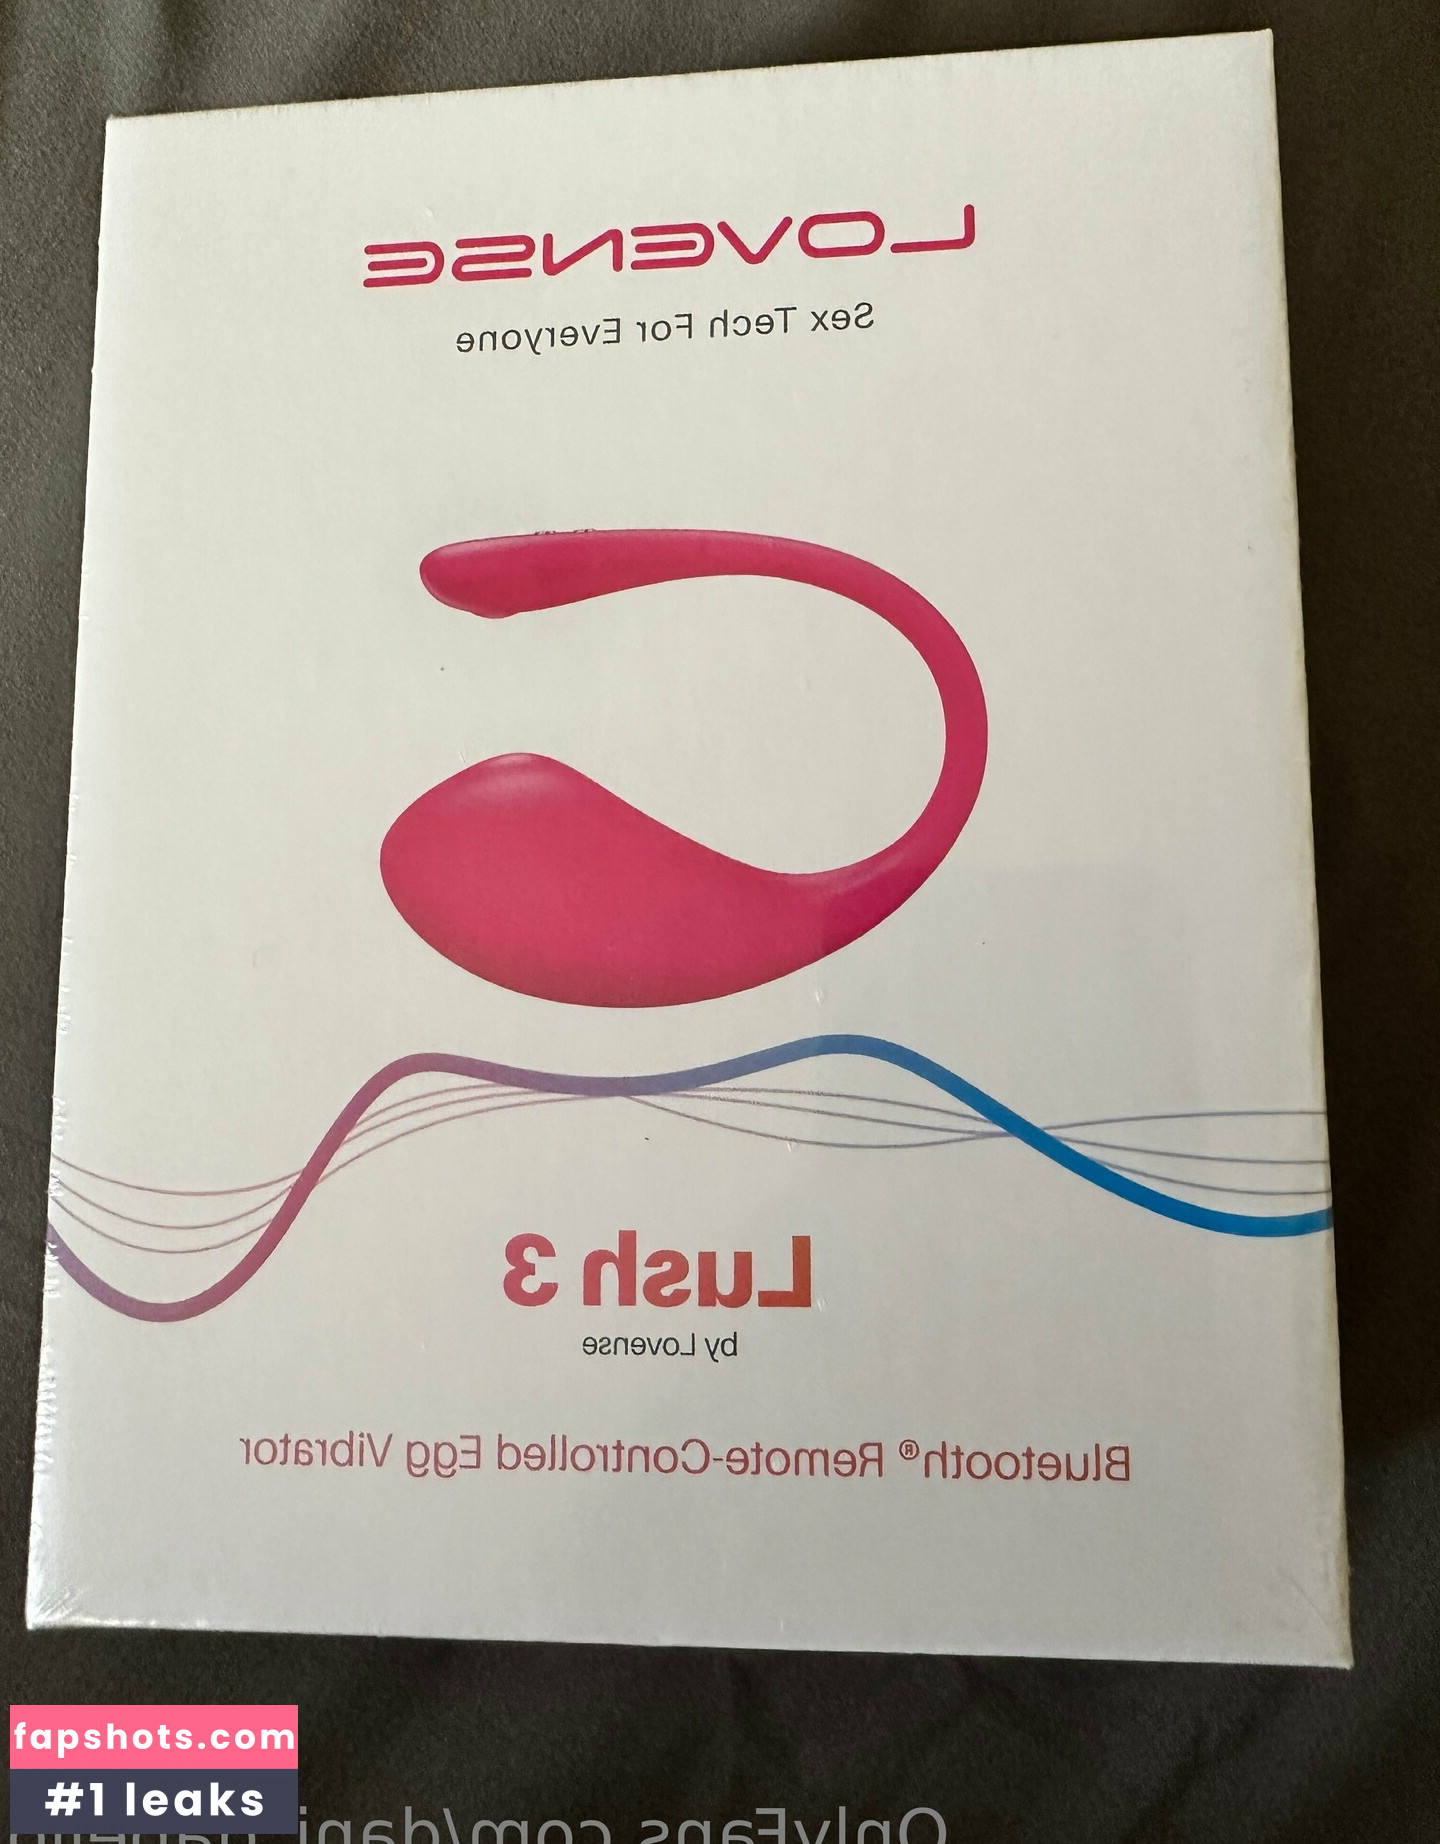 LOVENSE
Sex Tech For Everyone
Lush 3
by Lovense
Bluetooth® Remote-Controlled Egg Vibrator
fapshots.com
#1 leaks